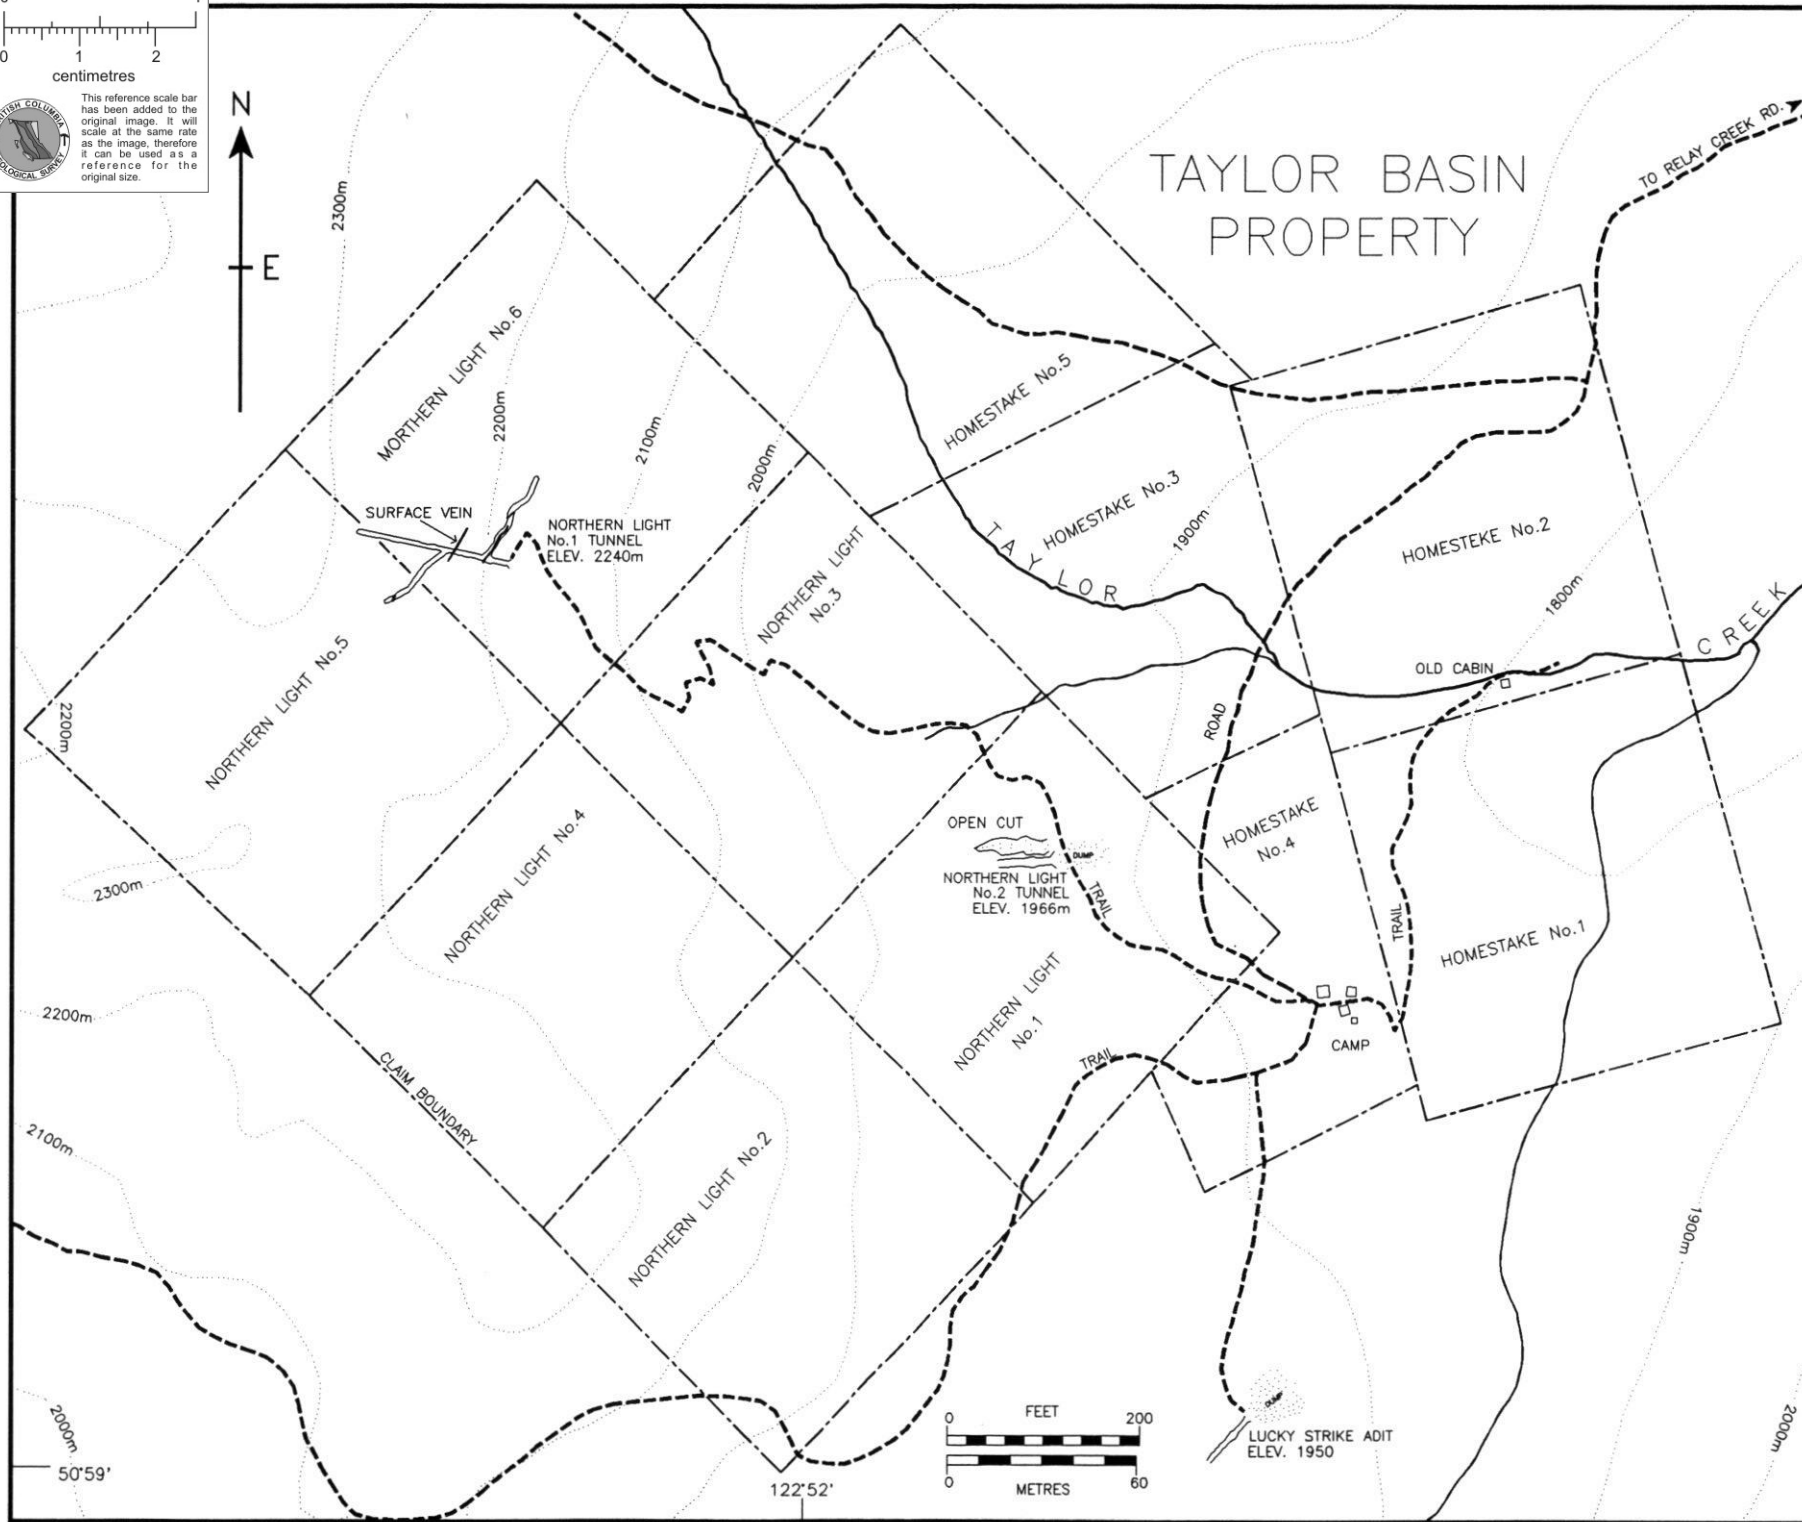 0 1 2
centimetres
This reference scale bar
has been added to the
original image. It will
scale at the same rate
as the image, therefore
it can be used as a
reference for the
original size.
N
E
TAYLOR BASIN
PROPERTY
TO RELAY CREEK RD.
2300m
MORTHERN LIGHT No.6
2200m
2100m
2000m
HOMESTAKE No.5
HOMESTAKE No.3
1900m
HOMESTEKE No.2
1800m
SURFACE VEIN
NORTHERN LIGHT
No.1 TUNNEL
ELEV. 2240m
NORTHERN LIGHT
No.3
TAYLOR
CREEK
OLD CABIN
NORTHERN LIGHT No.5
2200m
ROAD
2300m
NORTHERN LIGHT No.4
OPEN CUT
DUMP
NORTHERN LIGHT
No.2 TUNNEL
ELEV. 1966m
TRAIL
HOMESTAKE
No.4
TRAIL
HOMESTAKE No.1
NORTHERN LIGHT
No.1
2200m
CLAIM BOUNDARY
TRAIL
CAMP
2100m
NORTHERN LIGHT No.2
1900m
2000m
2000m
50°59'
122°52'
0 FEET 200
0 METRES 60
DUMP
LUCKY STRIKE ADIT
ELEV. 1950